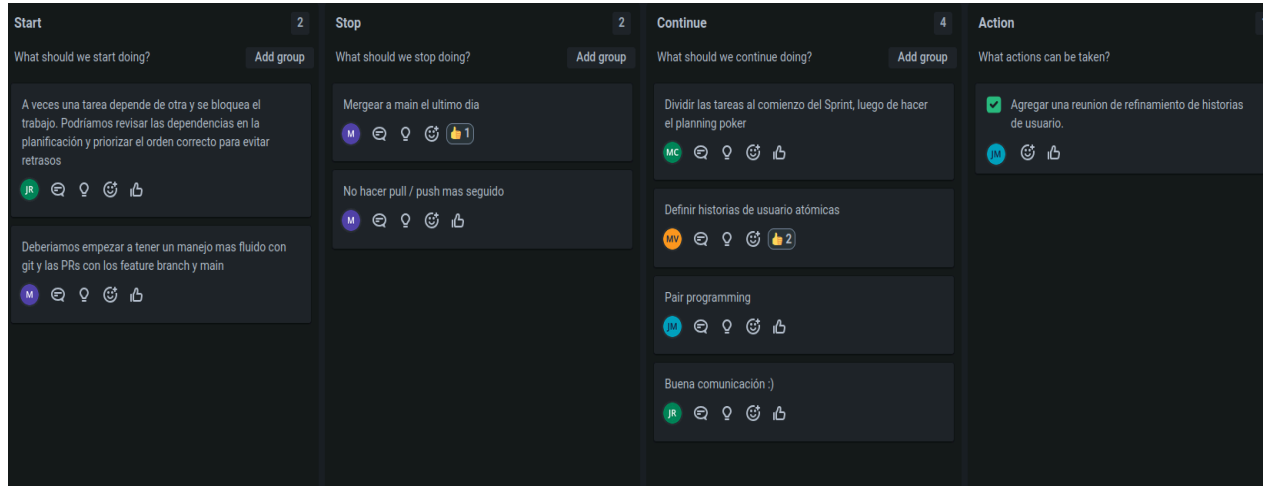 Start 2
What should we start doing? Add group
A veces una tarea depende de otra y se bloquea el
trabajo. Podríamos revisar las dependencias en la
planificación y priorizar el orden correcto para evitar
retrasos
JR
Deberiamos empezar a tener un manejo mas fluido con
git y las PRs con los feature branch y main
M
Stop 2
What should we stop doing? Add group
Mergear a main el ultimo dia
M 1
No hacer pull / push mas seguido
M
Continue 4
What should we continue doing? Add group
Dividir las tareas al comienzo del Sprint, luego de hacer
el planning poker
MC
Definir historias de usuario atómicas
MV 2
Pair programming
JM
Buena comunicación :)
JR
Action
What actions can be taken?
Agregar una reunion de refinamiento de historias
de usuario.
JM